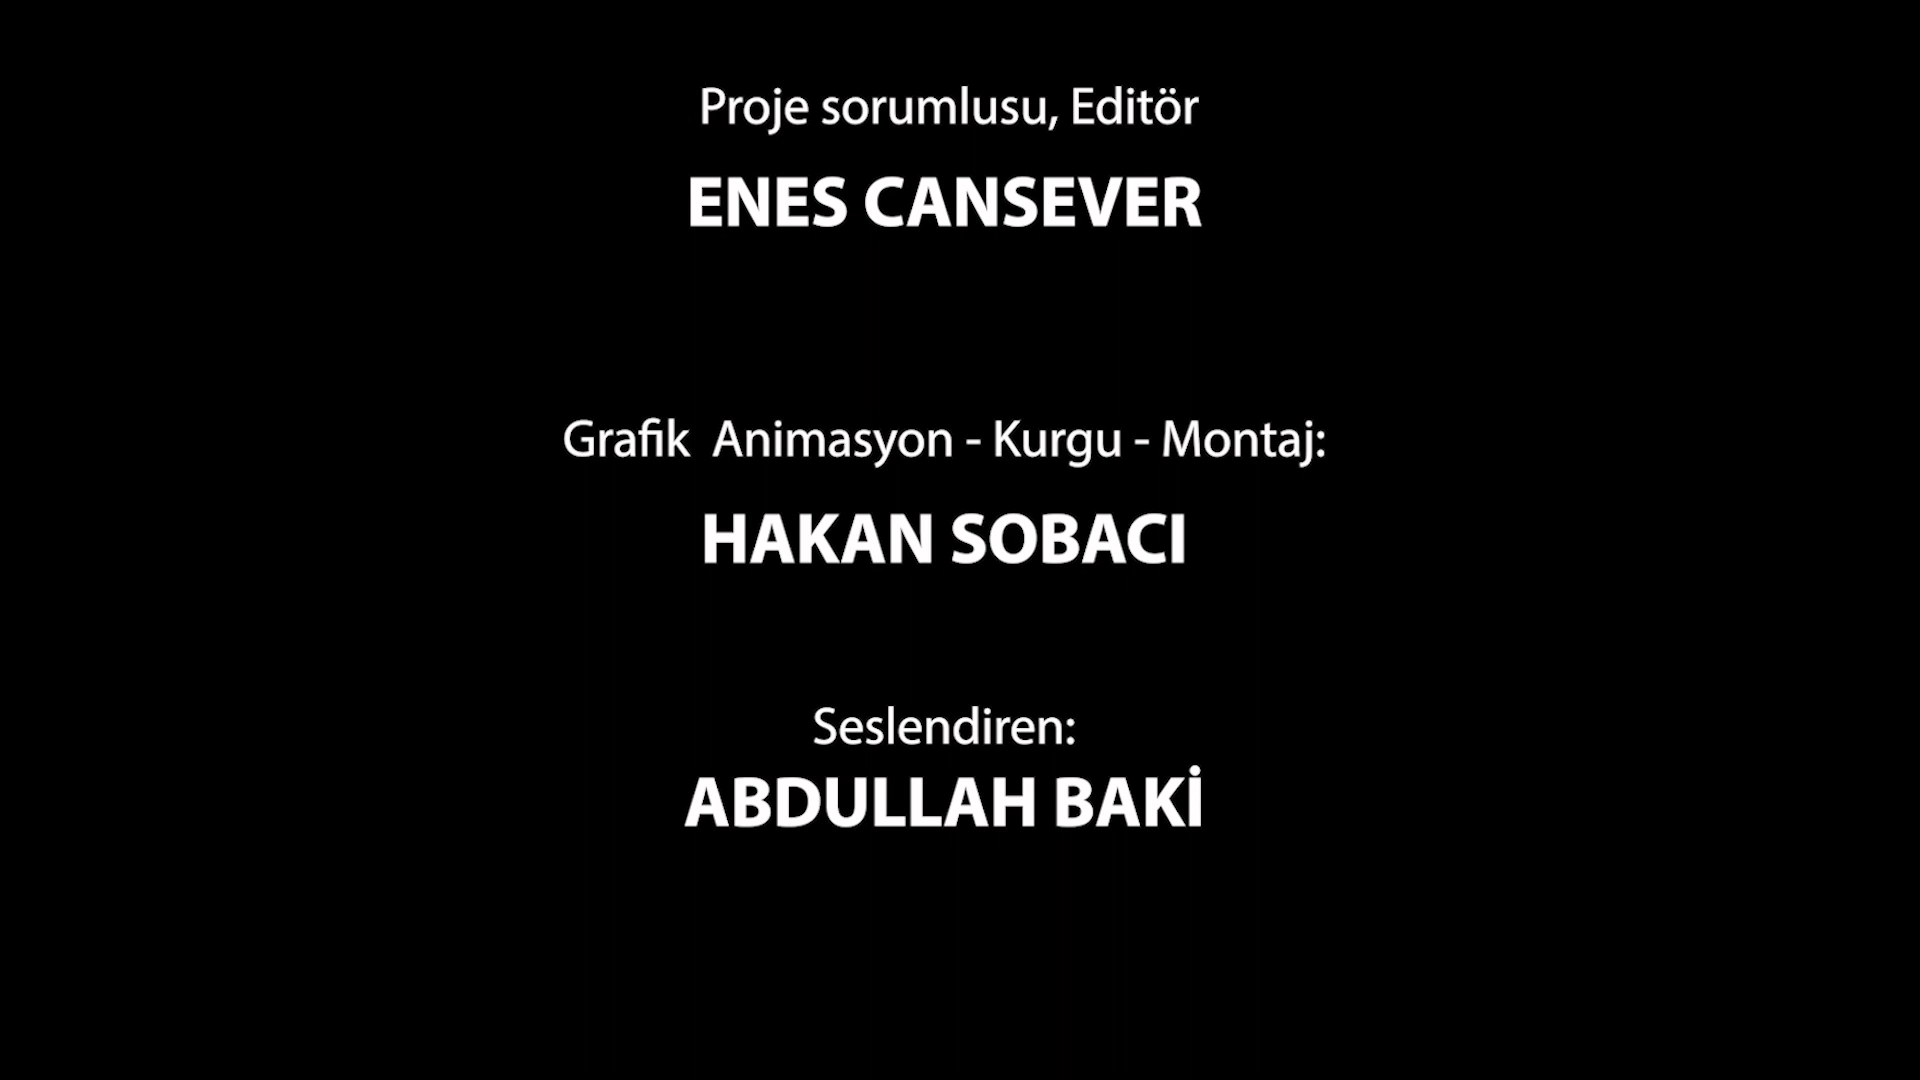 Proje sorumlusu, Editör
ENES CANSEVER
Grafik  Animasyon - Kurgu - Montaj:
HAKAN SOBACI
Seslendiren:
ABDULLAH BAKİ